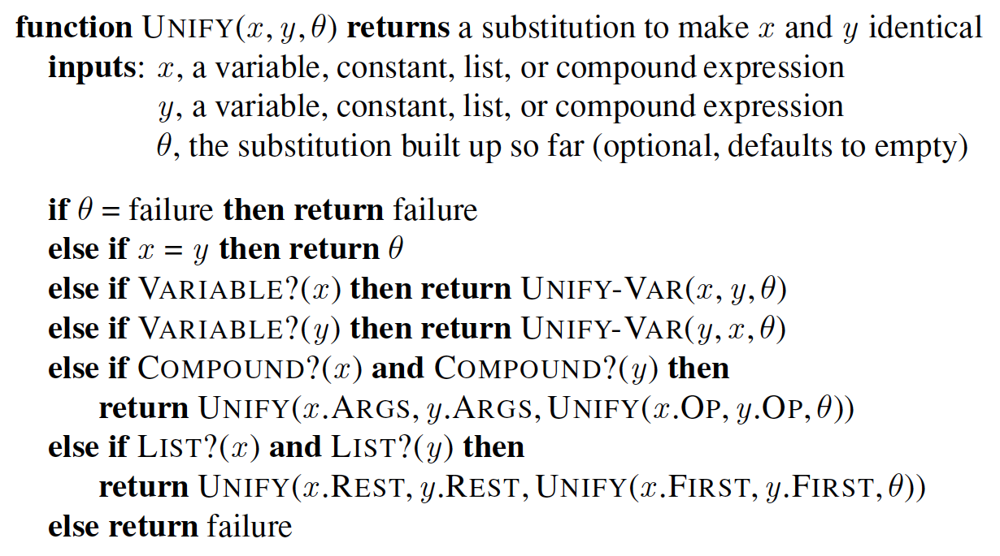 function UNIFY(x, y, θ) returns a substitution to make x and y identical
inputs: x, a variable, constant, list, or compound expression
y, a variable, constant, list, or compound expression
θ, the substitution built up so far (optional, defaults to empty)
if θ = failure then return failure
else if x = y then return θ
else if VARIABLE?(x) then return UNIFY-VAR(x, y, θ)
else if VARIABLE?(y) then return UNIFY-VAR(y, x, θ)
else if COMPOUND?(x) and COMPOUND?(y) then
return UNIFY(x.ARGS, y.ARGS, UNIFY(x.OP, y.OP, θ))
else if LIST?(x) and LIST?(y) then
return UNIFY(x.REST, y.REST, UNIFY(x.FIRST, y.FIRST, θ))
else return failure